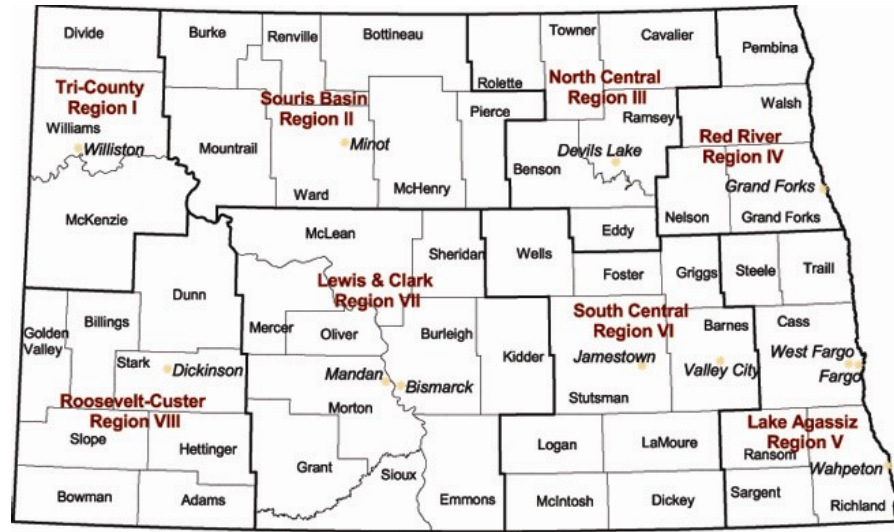 Divide
Burke
Renville
Bottineau
Towner
Cavalier
Pembina
Rolette
Tri-County
Region I
Souris Basin
Region II
North Central
Region III
Pierce
Ramsey
Walsh
Williams
Williston
Mountrail
Minot
Benson
Devils Lake
Red River
Region IV
Ward
McHenry
Grand Forks
Nelson
Grand Forks
McKenzie
McLean
Sheridan
Wells
Eddy
Foster
Griggs
Steele
Traill
Dunn
Lewis & Clark
Region VII
Golden
Valley
Billings
Mercer
Oliver
Burleigh
Kidder
South Central
Region VI
Barnes
Cass
Stark
Dickinson
Mandan
Bismarck
Jamestown
Valley City
West Fargo
Fargo
Stutsman
Roosevelt-Custer
Region VIII
Morton
Lake Agassiz
Region V
Slope
Hettinger
Grant
Sioux
Logan
LaMoure
Ransom
Wahpeton
Bowman
Adams
Emmons
McIntosh
Dickey
Sargent
Richland